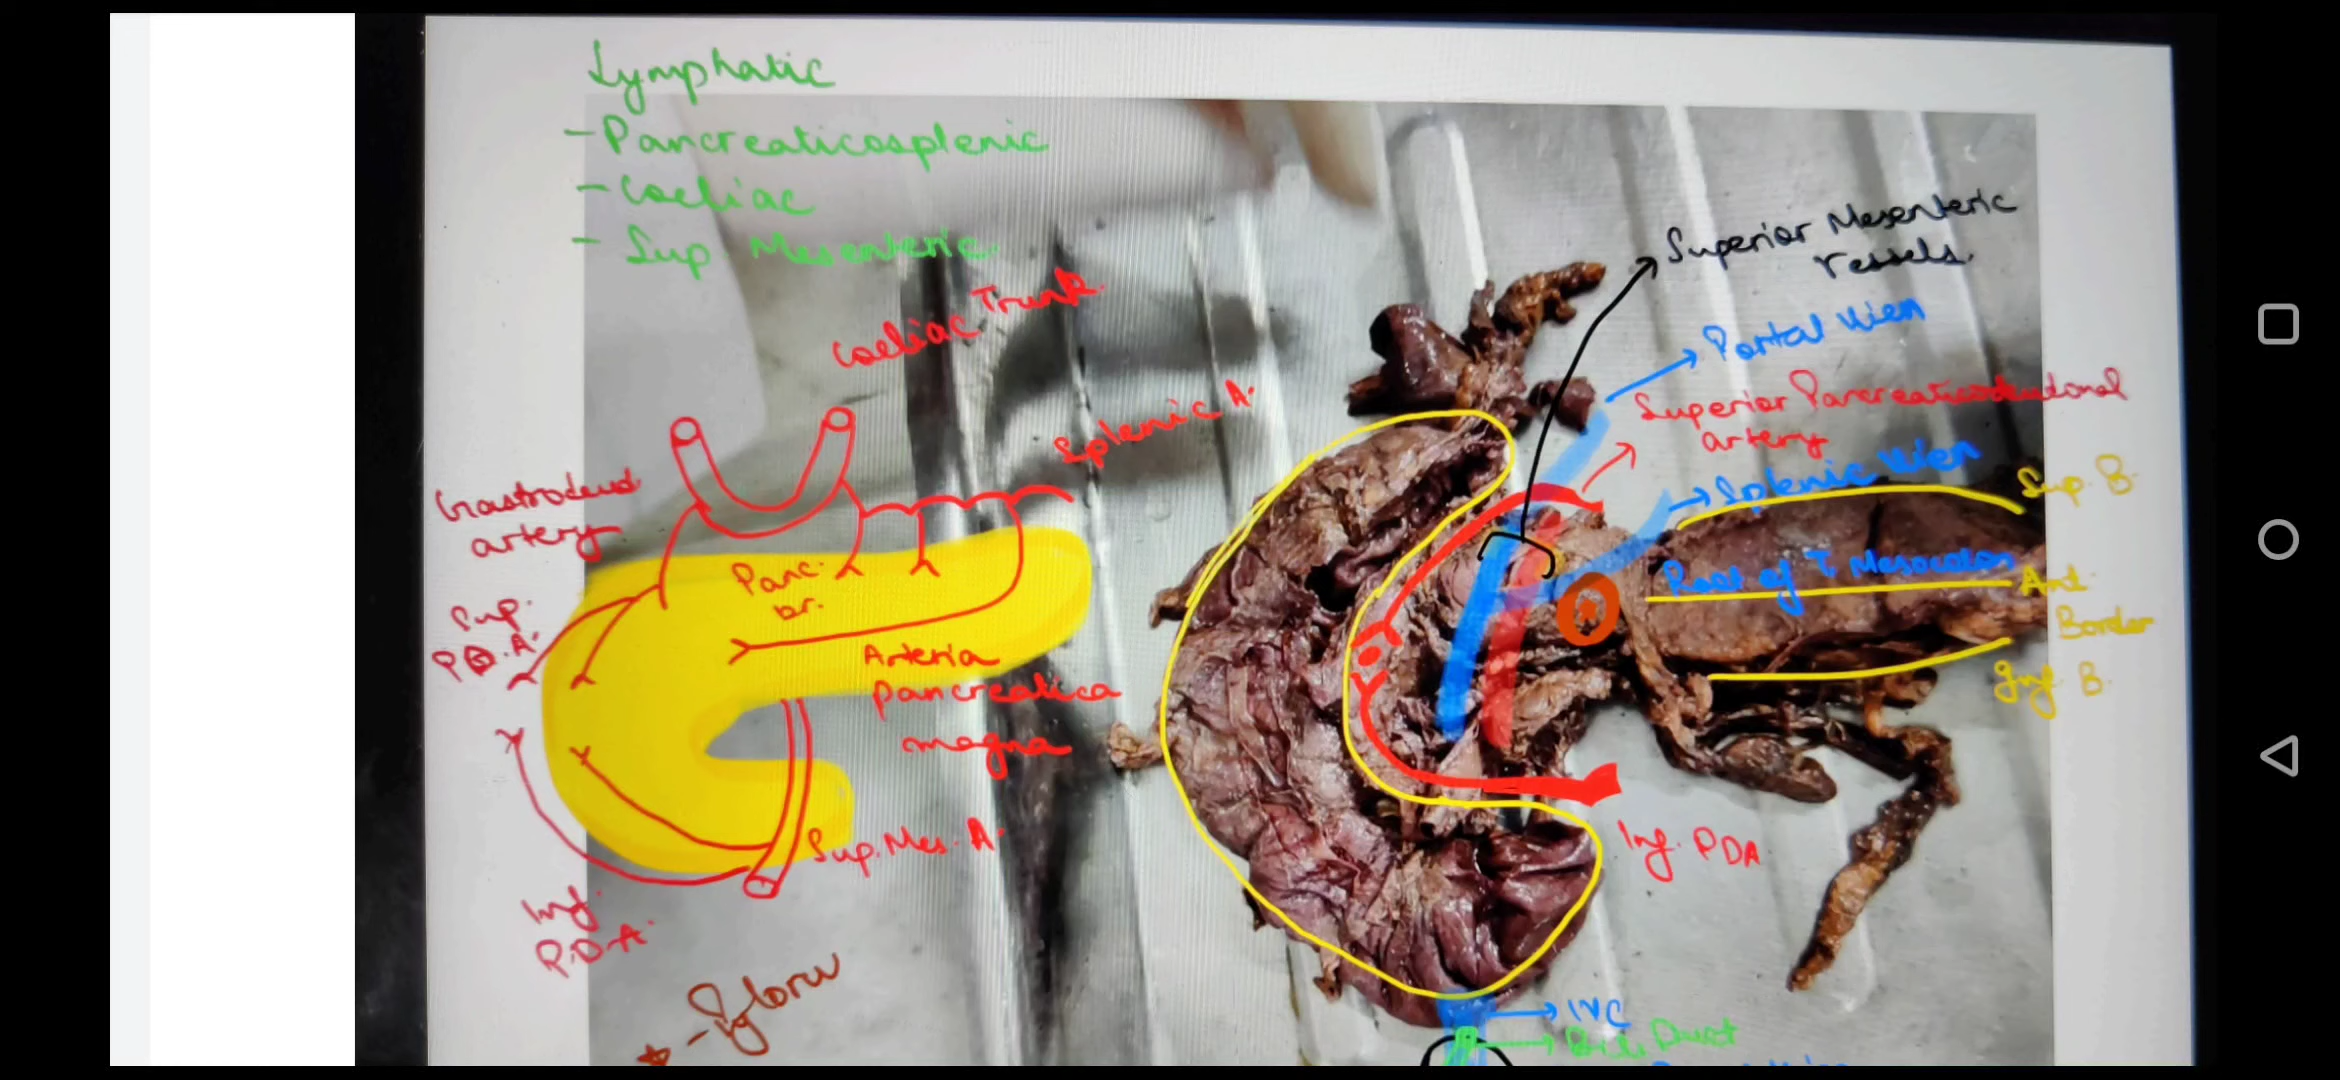 Lymphatic
- Pancreaticosplenic
- Coeliac
- Sup. Mesenteric
Coeliac Trunk
Splenic A.
Gastroduod
artery
Sup.
P.D.A.
Panc.
br.
Arteria
pancreatica
magna
Sup. Mes. A.
Inf.
P.D.A.
Superior Mesenteric
Vessels.
Portal Vien
Superior Pancreaticoduodenal
artery
Splenic Vien
Sup. B.
Root of T. Mesocolon
Ant.
Border
Inf. B.
Inf. PDA
IVC
Bile Duct